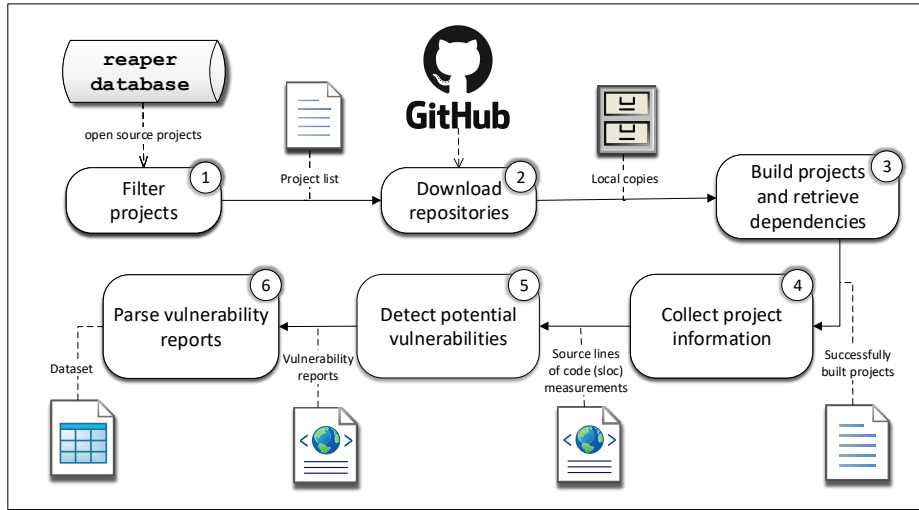 reaper
database
open source projects
GitHub
1
Filter
projects
Project list
2
Download
repositories
Local copies
3
Build projects
and retrieve
dependencies
6
Parse vulnerability
reports
5
Detect potential
vulnerabilities
4
Collect project
information
Dataset
Vulnerability
reports
Source lines
of code (sloc)
measurements
Successfully
built projects